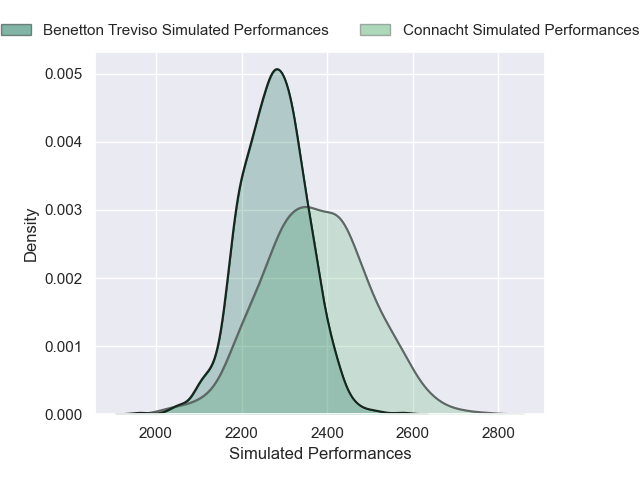 Benetton Treviso Simulated Performances
Connacht Simulated Performances
0.005
0.004
0.003
0.002
0.001
0.000
Density
2000 2200 2400 2600 2800
Simulated Performances